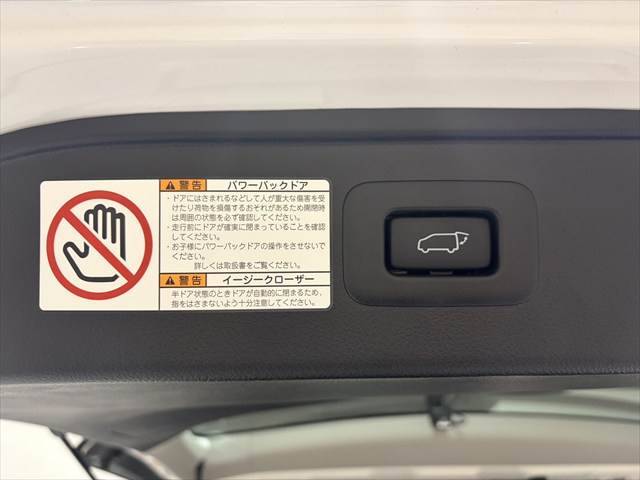 警告 パワーバックドア
・ドアにはさまれるなどして人が重大な傷害を受
けたり荷物を損傷するおそれがあるため開閉時
は周囲の状態を必ず確認してください。
・走行前にドアが確実に閉まっていることを確認
してください。
・お子様にパワーバックドアの操作をさせないで
ください。
詳しくは取扱書をご覧ください。
警告 イージークローザー
半ドア状態のときドアが自動的に閉まるため、
指をはさまないよう十分注意してください。